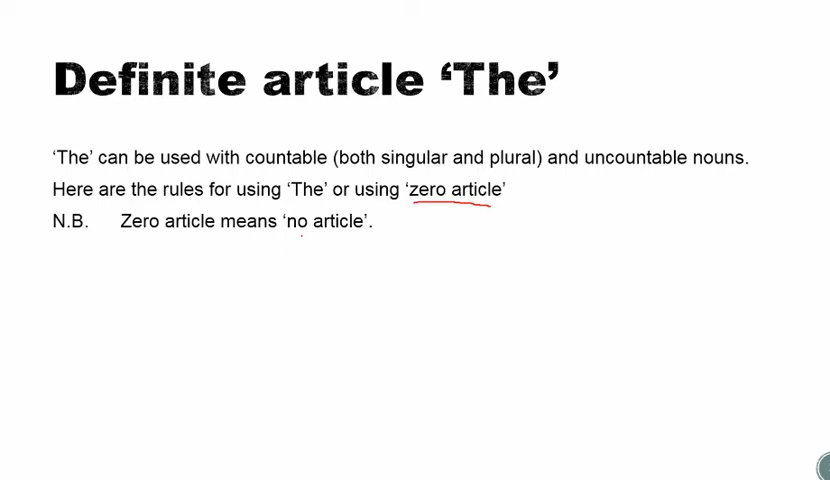 Definite article ‘The’
‘The’ can be used with countable (both singular and plural) and uncountable nouns.
Here are the rules for using ‘The’ or using ‘zero article’
N.B. Zero article means ‘no article’.